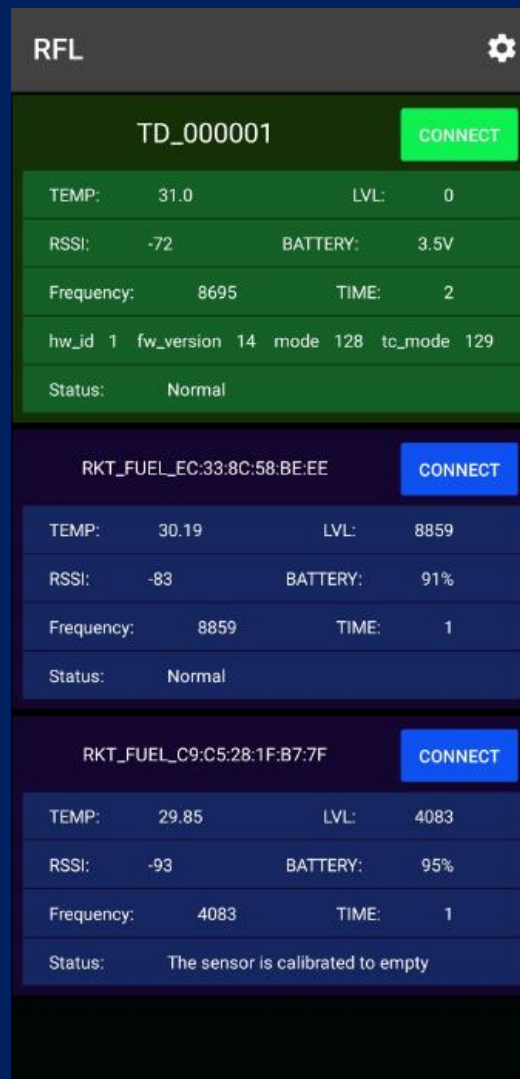 RFL
TD_000001 CONNECT
TEMP: 31.0 LVL: 0
RSSI: -72 BATTERY: 3.5V
Frequency: 8695 TIME: 2
hw_id 1 fw_version 14 mode 128 tc_mode 129
Status: Normal
RKT_FUEL_EC:33:8C:58:BE:EE CONNECT
TEMP: 30.19 LVL: 8859
RSSI: -83 BATTERY: 91%
Frequency: 8859 TIME: 1
Status: Normal
RKT_FUEL_C9:C5:28:1F:B7:7F CONNECT
TEMP: 29.85 LVL: 4083
RSSI: -93 BATTERY: 95%
Frequency: 4083 TIME: 1
Status: The sensor is calibrated to empty